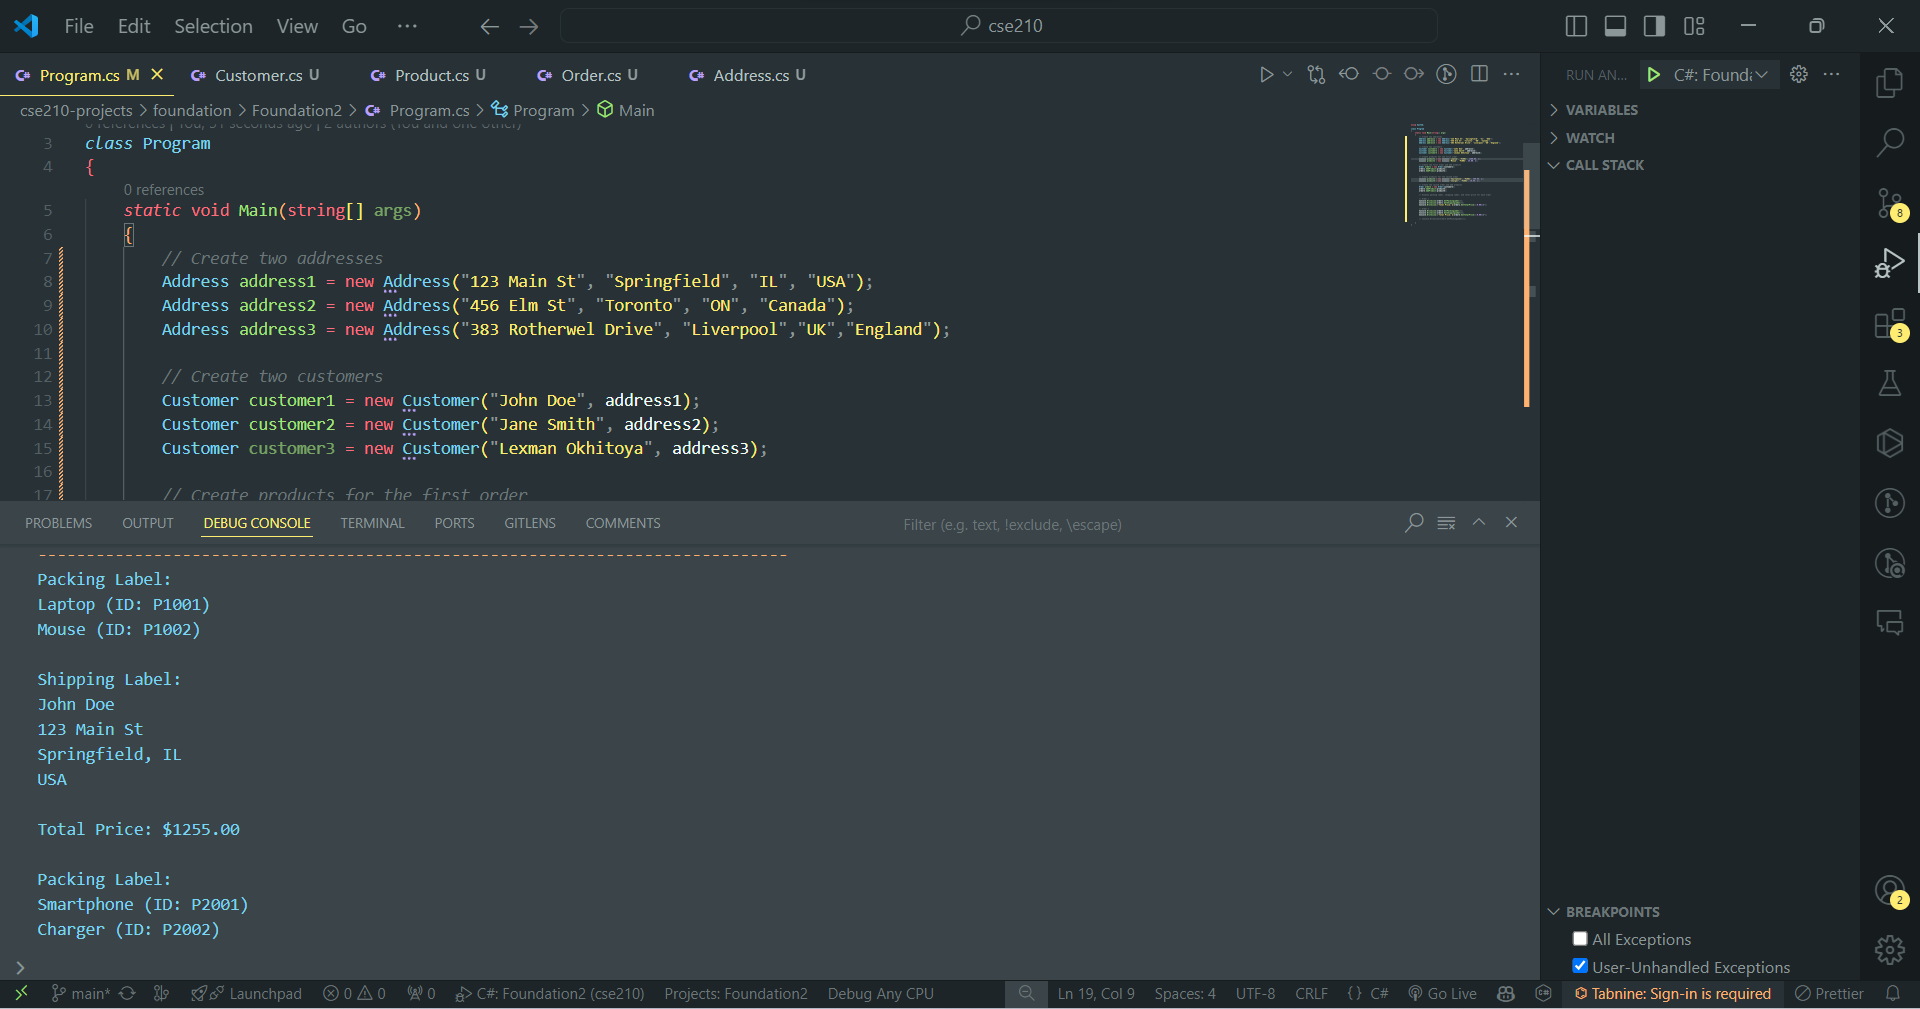 File Edit Selection View Go ··· cse210
Program.cs M Customer.cs U Product.cs U Order.cs U Address.cs U
RUN AN... C#: Found
cse210-projects > foundation > Foundation2 > Program.cs > Program > Main
VARIABLES
WATCH
CALL STACK
3 class Program
4 {
0 references
5 static void Main(string[] args)
6 {
7 // Create two addresses
8 Address address1 = new Address("123 Main St", "Springfield", "IL", "USA");
9 Address address2 = new Address("456 Elm St", "Toronto", "ON", "Canada");
10 Address address3 = new Address("383 Rotherwel Drive", "Liverpool","UK","England");
11
12 // Create two customers
13 Customer customer1 = new Customer("John Doe", address1);
14 Customer customer2 = new Customer("Jane Smith", address2);
15 Customer customer3 = new Customer("Lexman Okhitoya", address3);
16
17 // Create products for the first order
8
3
PROBLEMS OUTPUT DEBUG CONSOLE TERMINAL PORTS GITLENS COMMENTS Filter (e.g. text, !exclude, \escape)
------------------------------------------------------------------------------
Packing Label:
Laptop (ID: P1001)
Mouse (ID: P1002)
Shipping Label:
John Doe
123 Main St
Springfield, IL
USA
Total Price: $1255.00
Packing Label:
Smartphone (ID: P2001)
Charger (ID: P2002)
>
2
BREAKPOINTS
All Exceptions
User-Unhandled Exceptions
main* Launchpad 0 0 0 C#: Foundation2 (cse210) Projects: Foundation2 Debug Any CPU Ln 19, Col 9 Spaces: 4 UTF-8 CRLF {} C# Go Live Tabnine: Sign-in is required Prettier